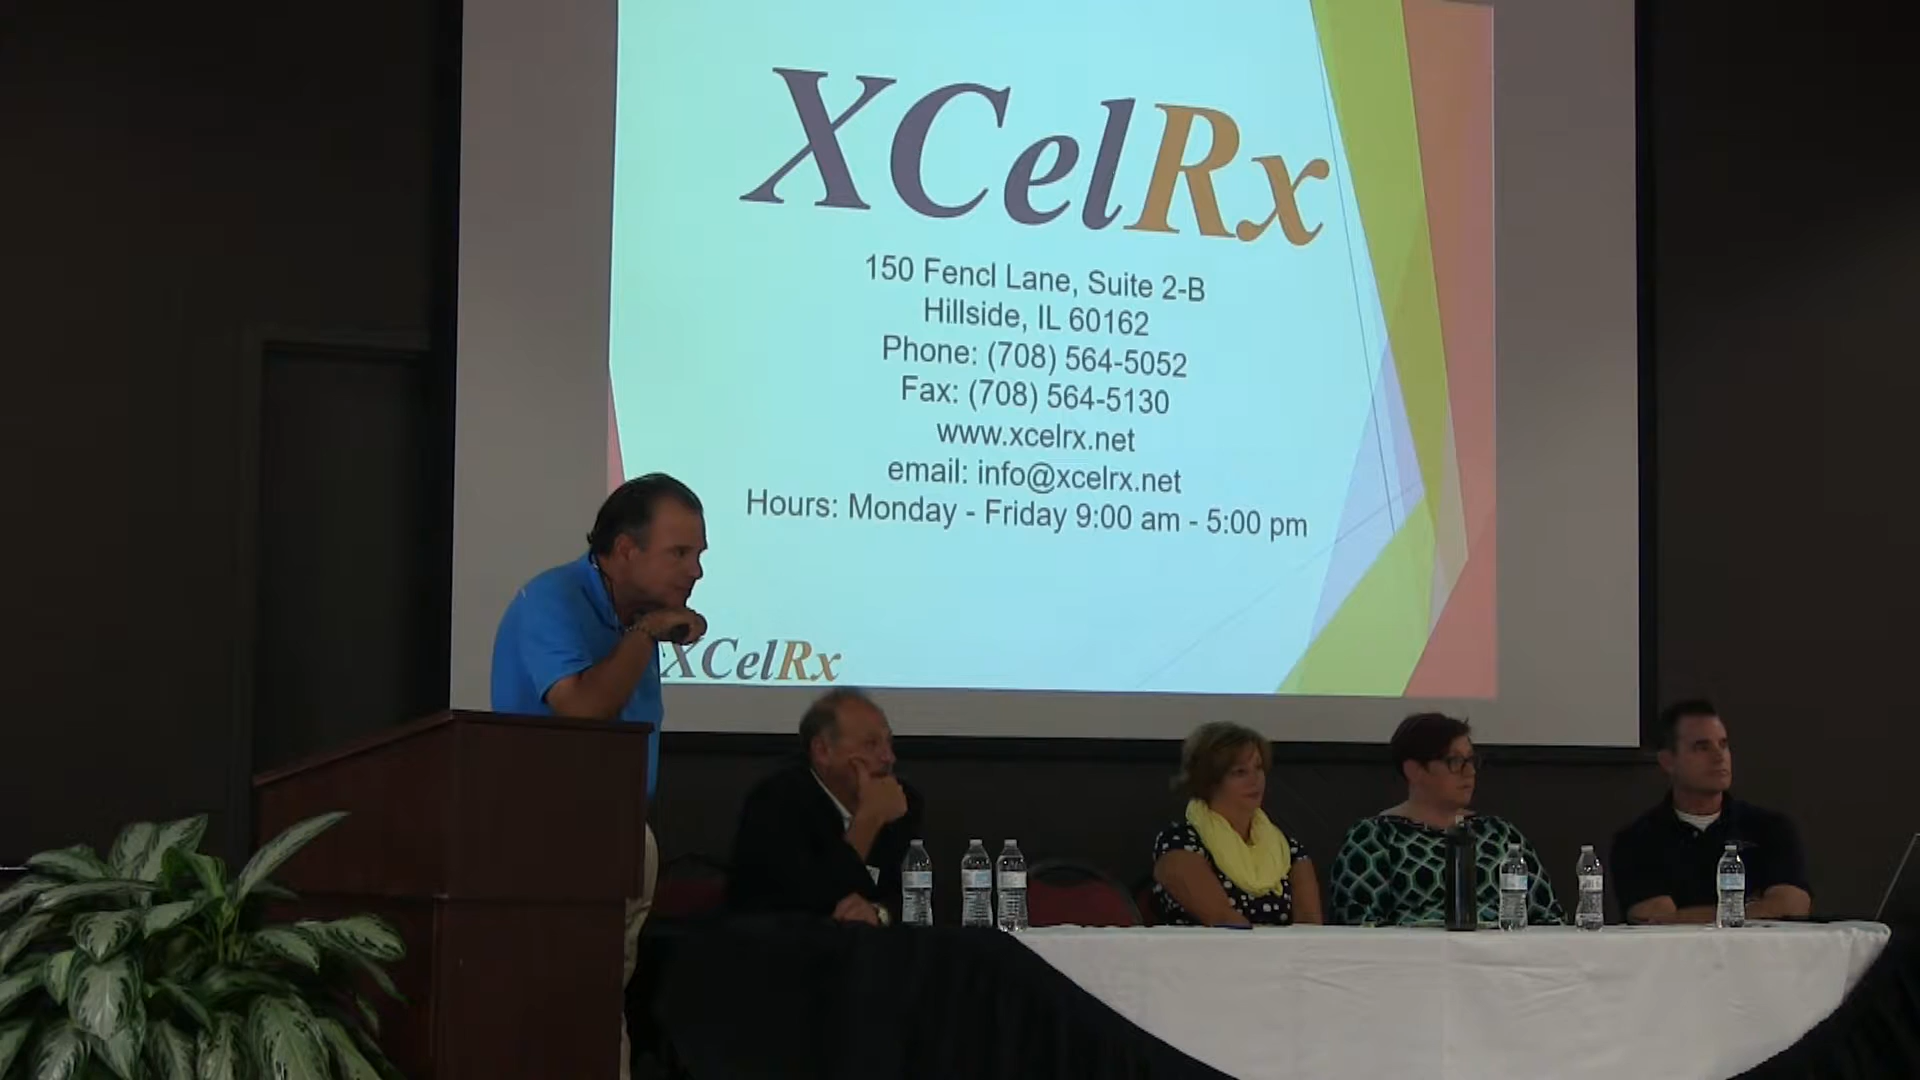 XCelRx
150 Fencl Lane, Suite 2-B
Hillside, IL 60162
Phone: (708) 564-5052
Fax: (708) 564-5130
www.xcelrx.net
email: info@xcelrx.net
Hours: Monday - Friday 9:00 am - 5:00 pm
XCelRx